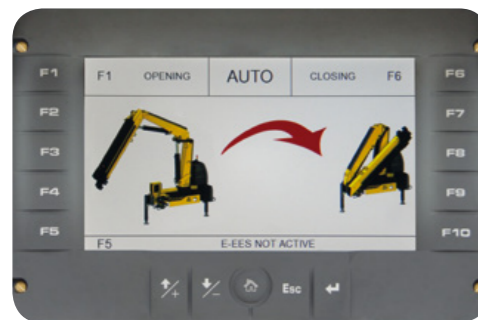 F1 F1 OPENING AUTO CLOSING F6 F6
F2 F7
F3 F8
F4 F9
F5 F10
F5 E-EES NOT ACTIVE
+ - Esc